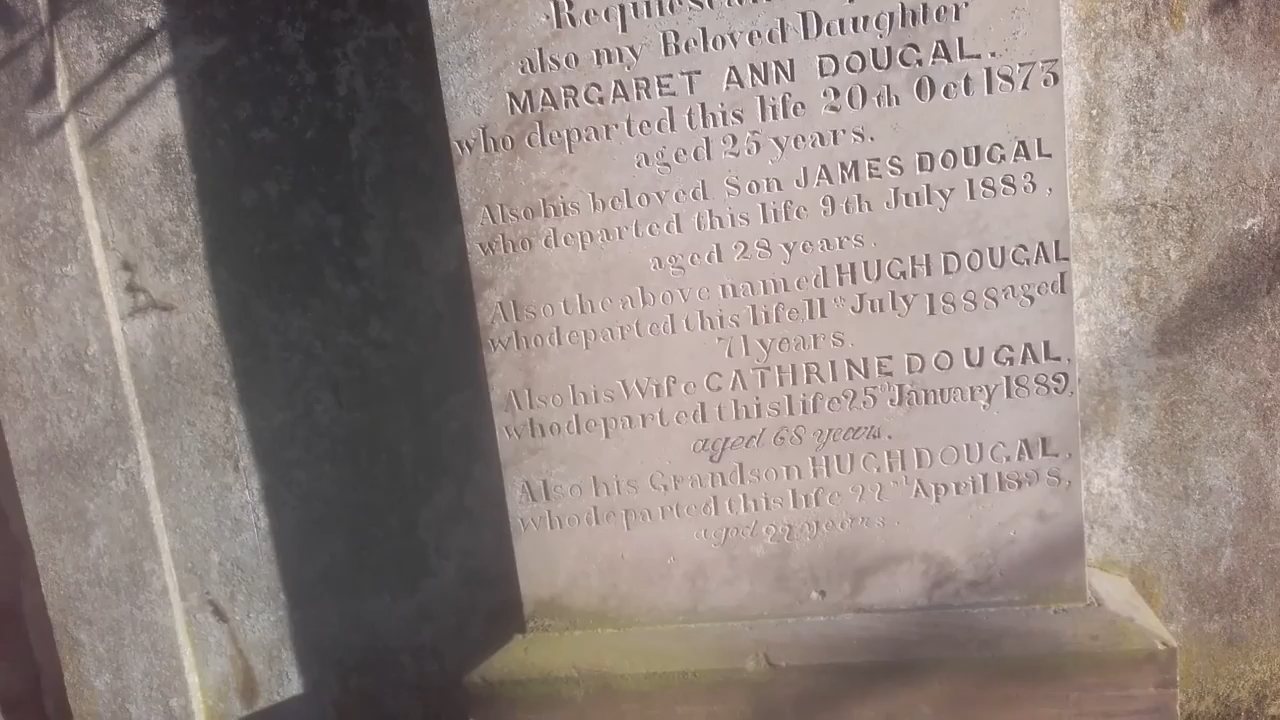 Requiescat
also my Beloved Daughter
MARGARET ANN DOUGAL.
who departed this life 20th Oct 1873
aged 25 years.
Also his beloved Son JAMES DOUGAL
who departed this life 9th July 1883,
aged 28 years.
Also the above named HUGH DOUGAL
who departed this life, 11th July 1888 aged
71 years.
Also his Wife CATHRINE DOUGAL,
who departed this life 25th January 1889,
aged 68 years.
Also his Grandson HUGH DOUGAL,
who departed this life 22nd April 1898,
aged 22 years.